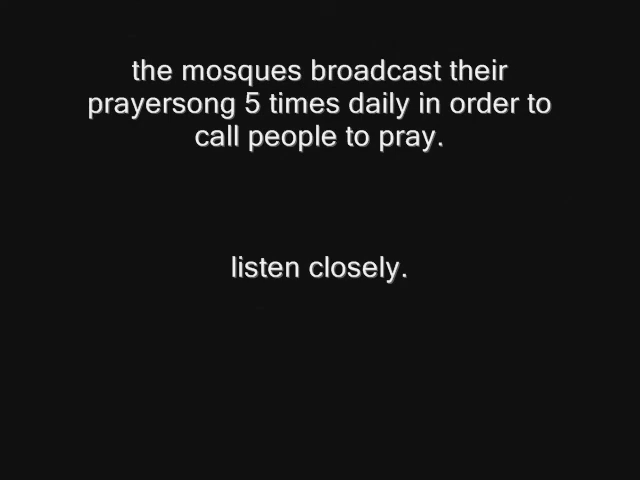 the mosques broadcast their
prayersong 5 times daily in order to
call people to pray.
listen closely.